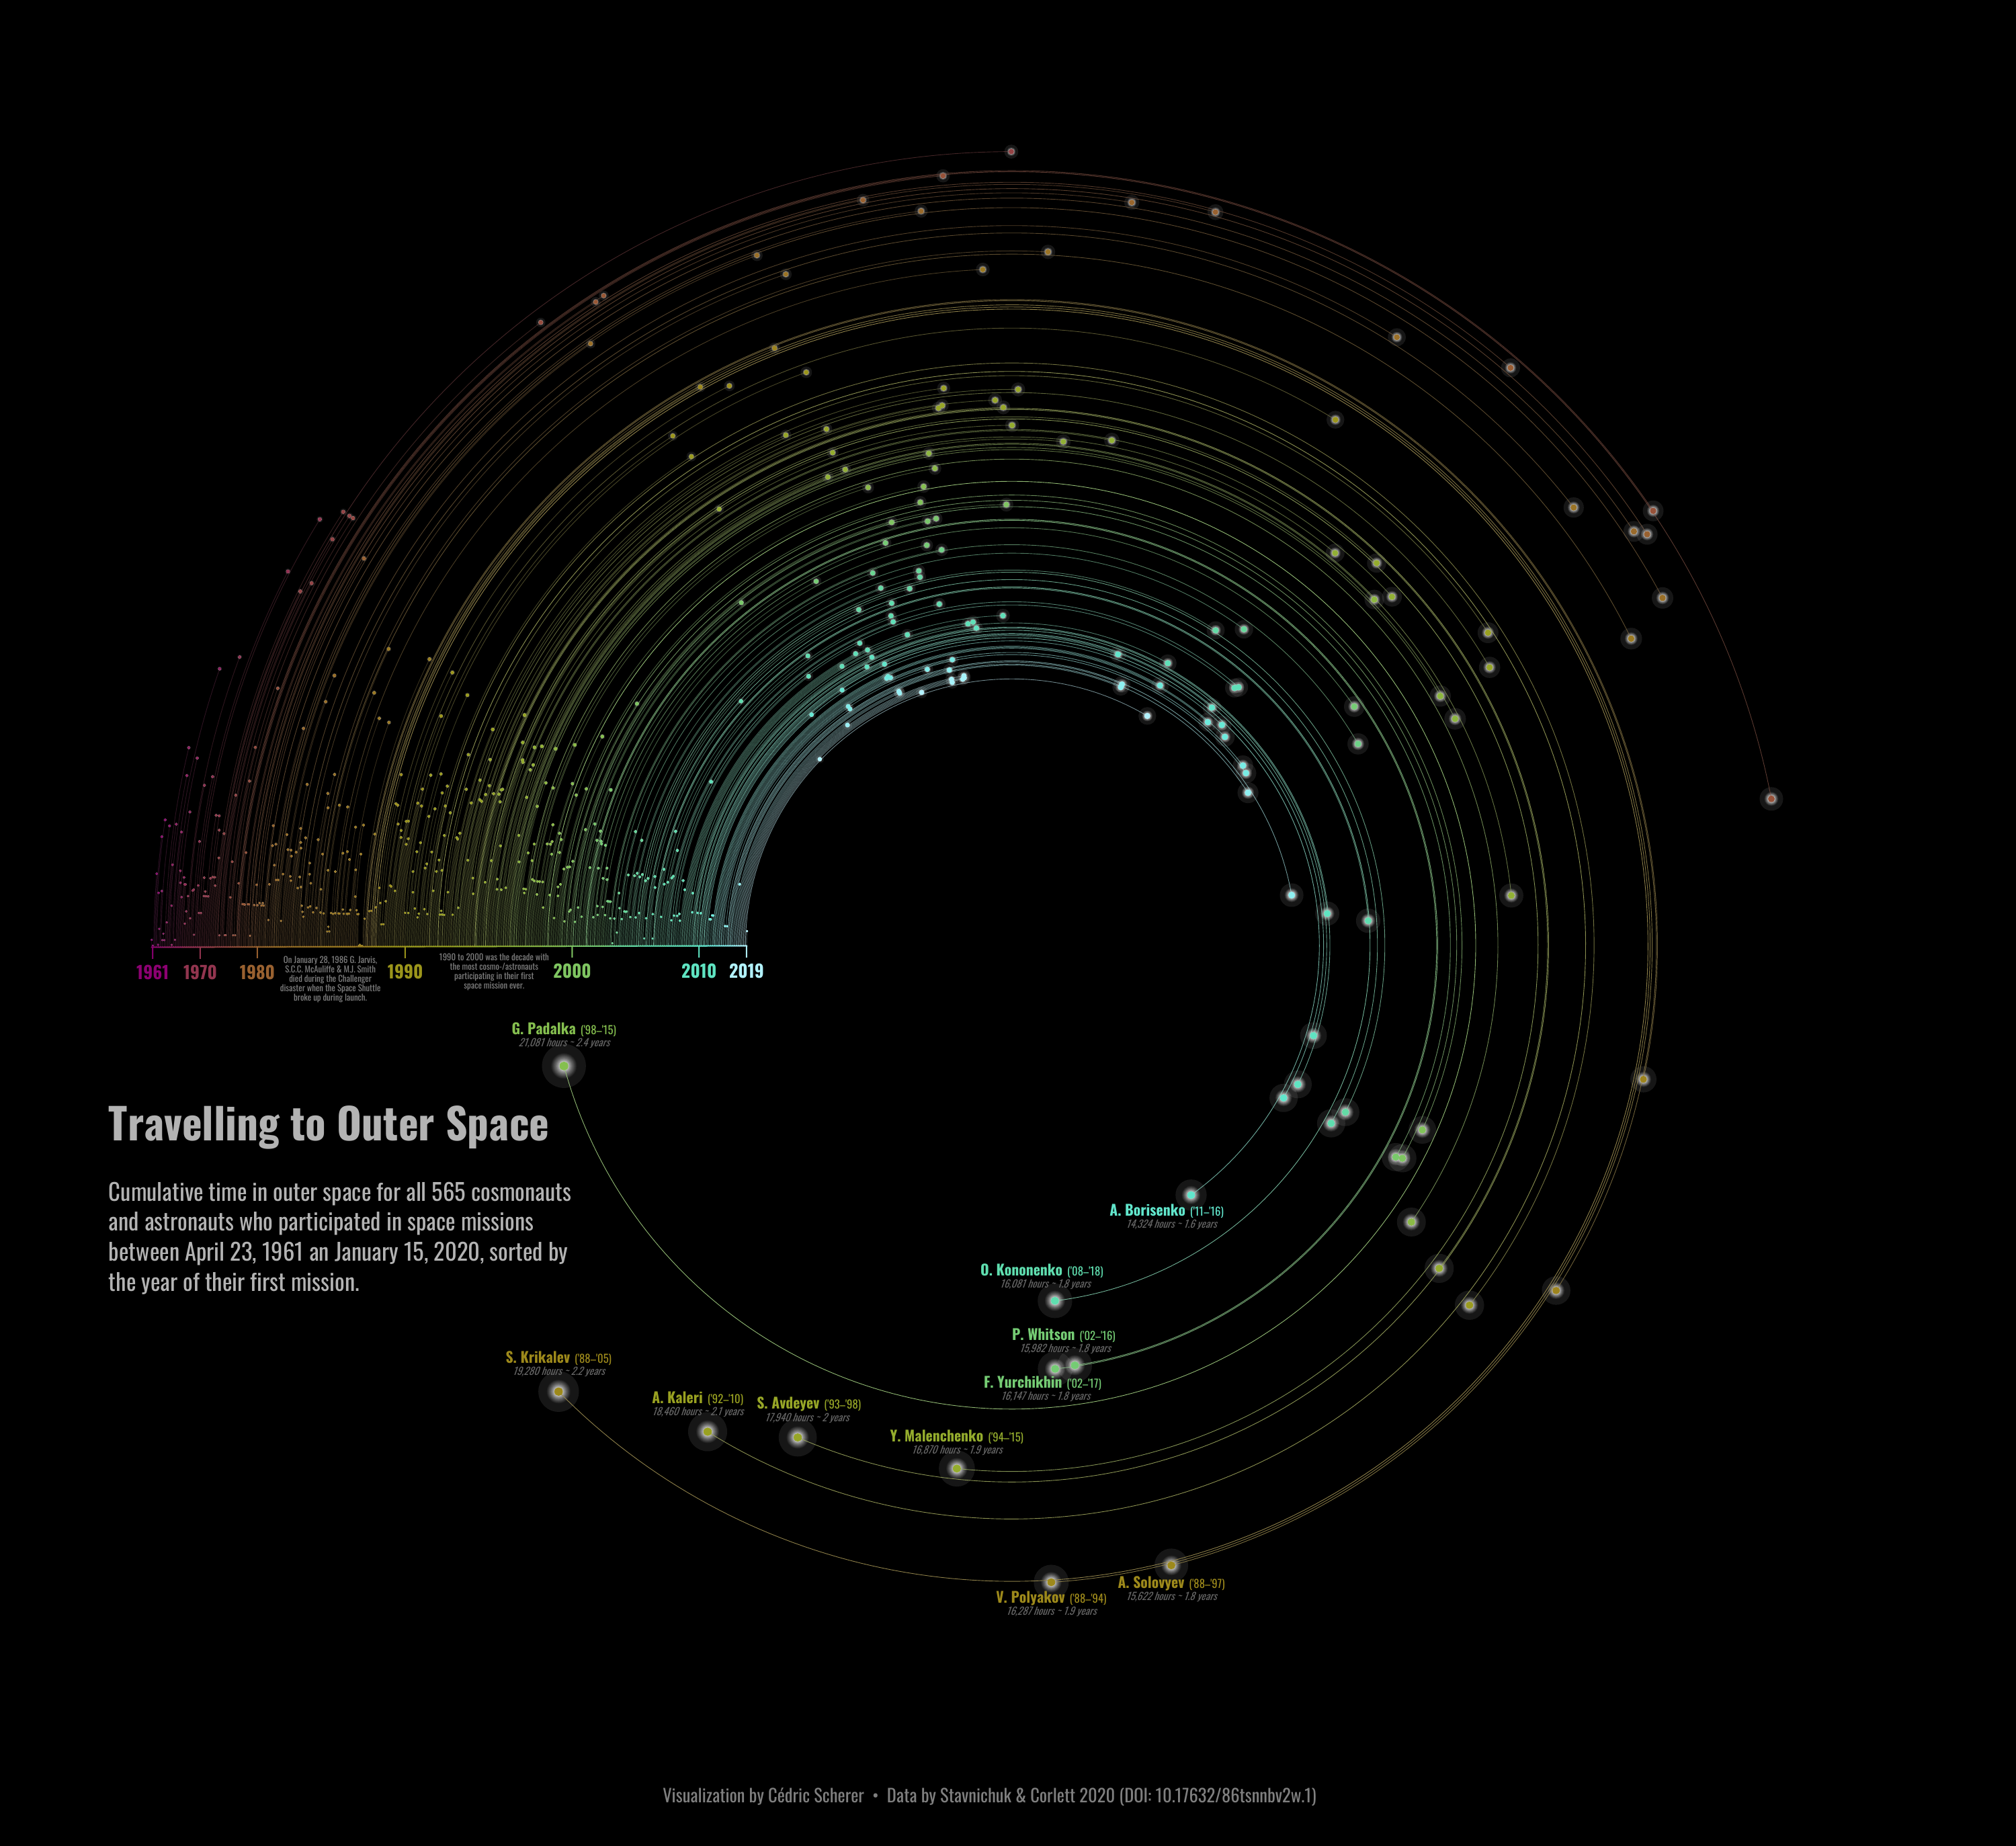 1961 1970 1980 1990 2000 2010 2019
On January 28, 1986 G. Jarvis,
S.C.C. McAuliffe & M.J. Smith
died during the Challenger
disaster when the Space Shuttle
broke up during launch.
1990 to 2000 was the decade with
the most cosmo-/astronauts
participating in their first
space mission ever.
G. Padalka ('98–'15)
21,081 hours ~ 2.4 years
Travelling to Outer Space
Cumulative time in outer space for all 565 cosmonauts
and astronauts who participated in space missions
between April 23, 1961 an January 15, 2020, sorted by
the year of their first mission.
A. Borisenko ('11–'16)
14,324 hours ~ 1.6 years
O. Kononenko ('08–'18)
16,081 hours ~ 1.8 years
P. Whitson ('02–'16)
15,982 hours ~ 1.8 years
F. Yurchikhin ('02–'17)
16,147 hours ~ 1.8 years
S. Krikalev ('88–'05)
19,280 hours ~ 2.2 years
A. Kaleri ('92–'10)
18,460 hours ~ 2.1 years
S. Avdeyev ('93–'98)
17,940 hours ~ 2 years
Y. Malenchenko ('94–'15)
16,870 hours ~ 1.9 years
V. Polyakov ('88–'94)
16,287 hours ~ 1.9 years
A. Solovyev ('88–'97)
15,622 hours ~ 1.8 years
Visualization by Cédric Scherer • Data by Stavnichuk & Corlett 2020 (DOI: 10.17632/86tsnnbv2w.1)